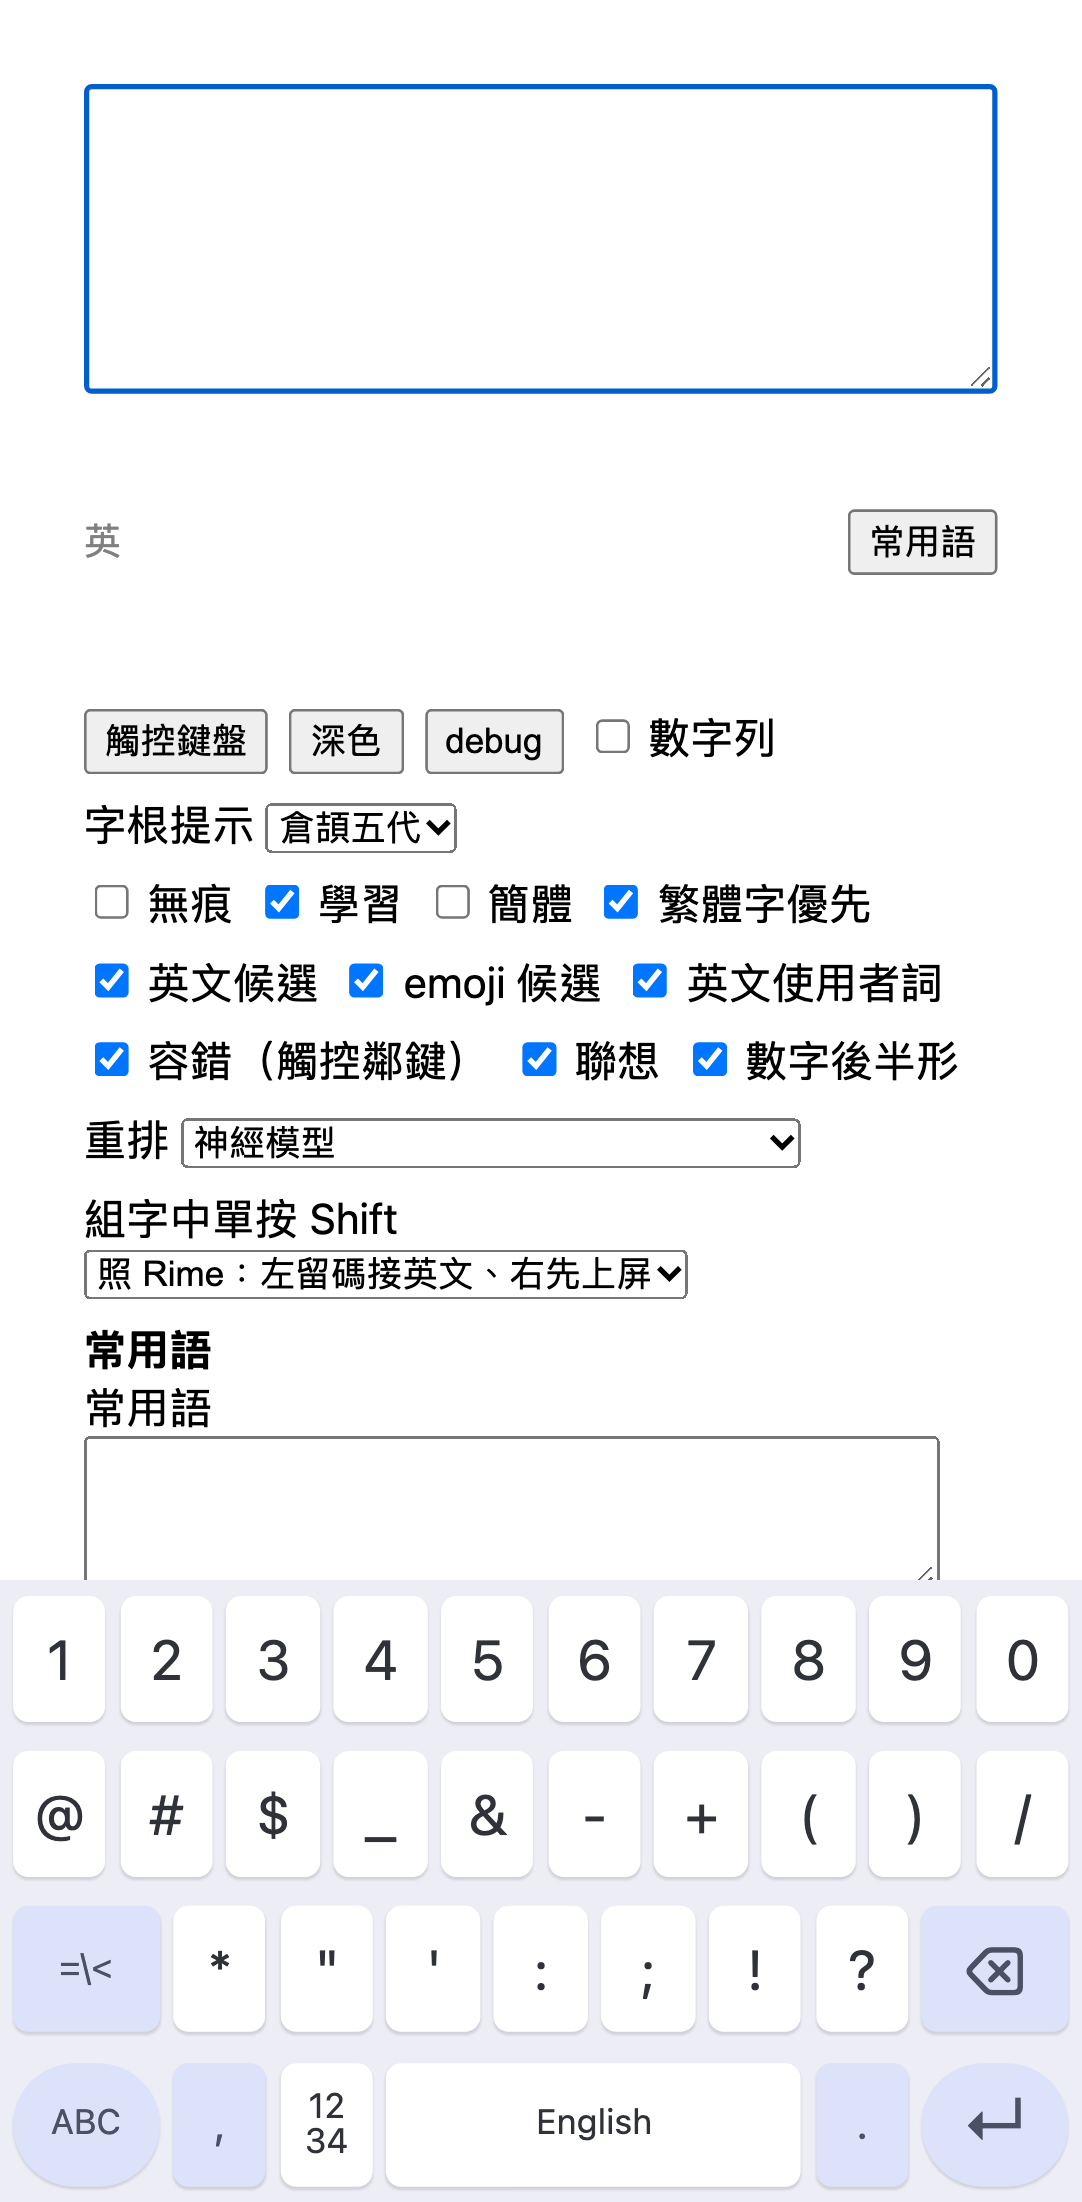 英 常用語
觸控鍵盤 深色 debug 數字列
字根提示 倉頡五代
無痕 學習 簡體 繁體字優先
英文候選 emoji 候選 英文使用者詞
容錯（觸控鄰鍵） 聯想 數字後半形
重排 神經模型
組字中單按 Shift
照 Rime：左留碼接英文、右先上屏
常用語
常用語
1 2 3 4 5 6 7 8 9 0
@ # $ _ & - + ( ) /
=\< * " ' : ; ! ?
ABC , 12 34 English .